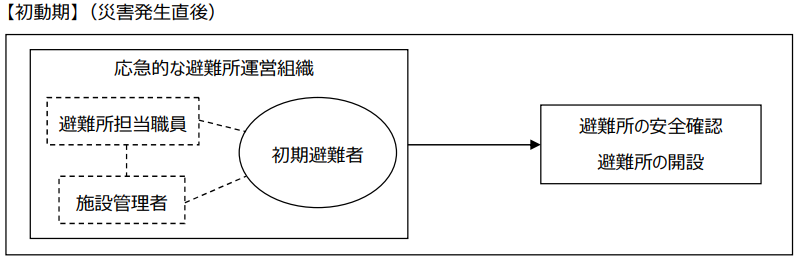 【初動期】（災害発生直後）
応急的な避難所運営組織
避難所担当職員
初期避難者
施設管理者
避難所の安全確認
避難所の開設